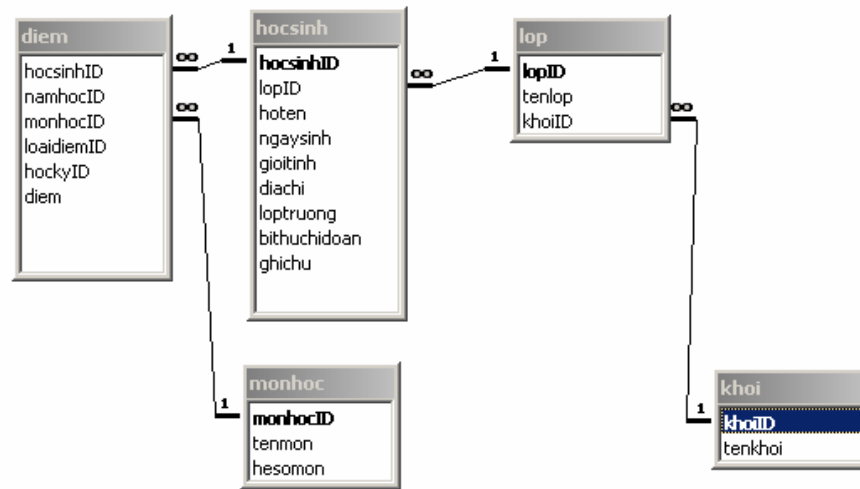 diem
hocsinhID
namhocID
monhocID
loaidiemID
hockyID
diem
∞
∞
1
hocsinh
hocsinhID
lopID
hoten
ngaysinh
gioitinh
diachi
loptruong
bithuchidoan
ghichu
∞
1
lop
lopID
tenlop
khoiID
∞
1
monhoc
monhocID
tenmon
hesomon
1
khoi
khoiID
tenkhoi